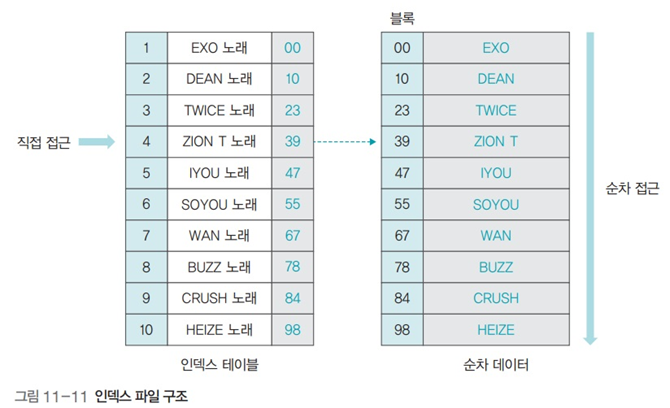 블록
1 EXO 노래 00 00 EXO
2 DEAN 노래 10 10 DEAN
3 TWICE 노래 23 23 TWICE
직접 접근 4 ZION T 노래 39 39 ZION T
5 IYOU 노래 47 47 IYOU
순차 접근
6 SOYOU 노래 55 55 SOYOU
7 WAN 노래 67 67 WAN
8 BUZZ 노래 78 78 BUZZ
9 CRUSH 노래 84 84 CRUSH
10 HEIZE 노래 98 98 HEIZE
인덱스 테이블 순차 데이터
그림 11-11 인덱스 파일 구조